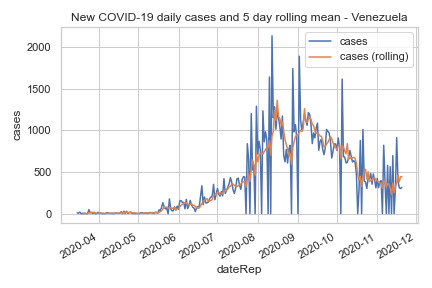 New COVID-19 daily cases and 5 day rolling mean - Venezuela
cases
cases (rolling)
2000
1500
1000
500
0
cases
2020-04
2020-05
2020-06
2020-07
2020-08
2020-09
2020-10
2020-11
2020-12
dateRep